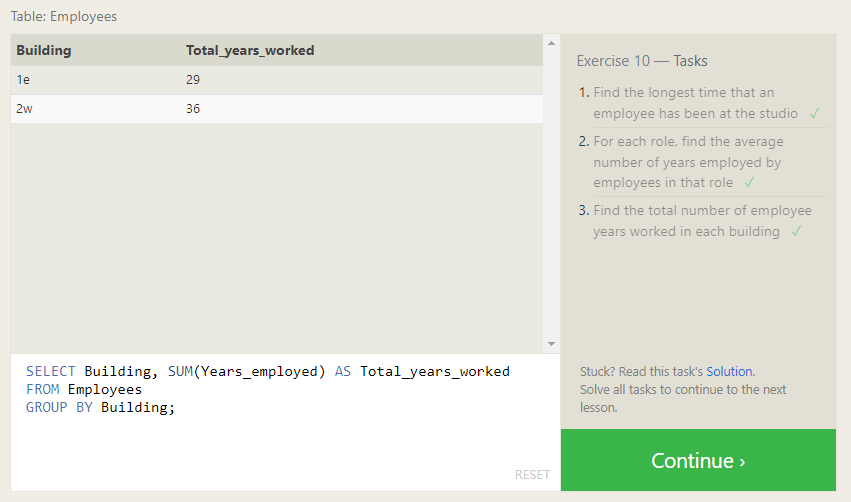 Table: Employees
Building Total_years_worked
1e 29
2w 36
SELECT Building, SUM(Years_employed) AS Total_years_worked
FROM Employees
GROUP BY Building;
RESET
Exercise 10 — Tasks
1. Find the longest time that an
employee has been at the studio ✓
2. For each role, find the average
number of years employed by
employees in that role ✓
3. Find the total number of employee
years worked in each building ✓
Stuck? Read this task's Solution.
Solve all tasks to continue to the next
lesson.
Continue ›